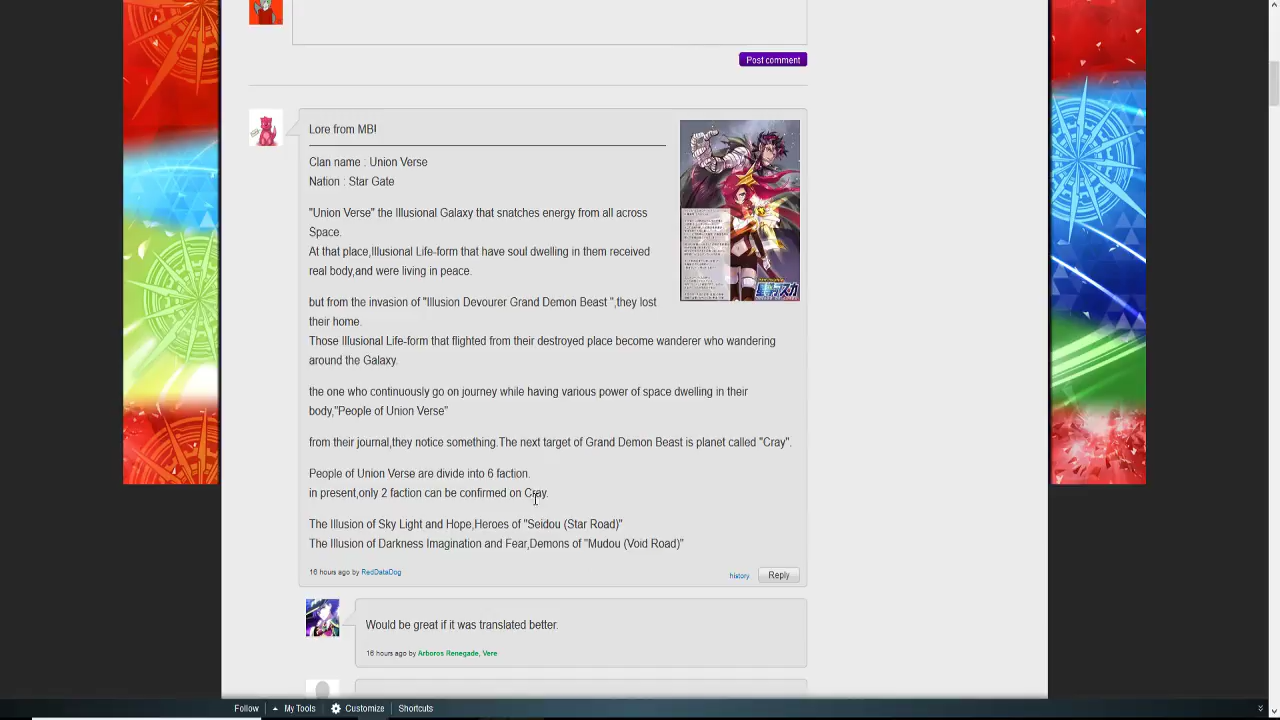 Post comment
Lore from MBI
Clan name : Union Verse
Nation : Star Gate
"Union Verse" the Illusional Galaxy that snatches energy from all across
Space.
At that place,Illusional Life-form that have soul dwelling in them received
real body,and were living in peace.
but from the invasion of "Illusion Devourer Grand Demon Beast ",they lost
their home.
Those Illusional Life-form that flighted from their destroyed place become wanderer who wandering
around the Galaxy.
the one who continuously go on journey while having various power of space dwelling in their
body,"People of Union Verse"
from their journal,they notice something.The next target of Grand Demon Beast is planet called "Cray".
People of Union Verse are divide into 6 faction.
in present,only 2 faction can be confirmed on Cray.
The Illusion of Sky Light and Hope,Heroes of "Seidou (Star Road)"
The Illusion of Darkness Imagination and Fear,Demons of "Mudou (Void Road)"
16 hours ago by RedDataDog
history
Reply
Would be great if it was translated better.
16 hours ago by Arboros Renegade, Vere
Follow
My Tools
Customize
Shortcuts